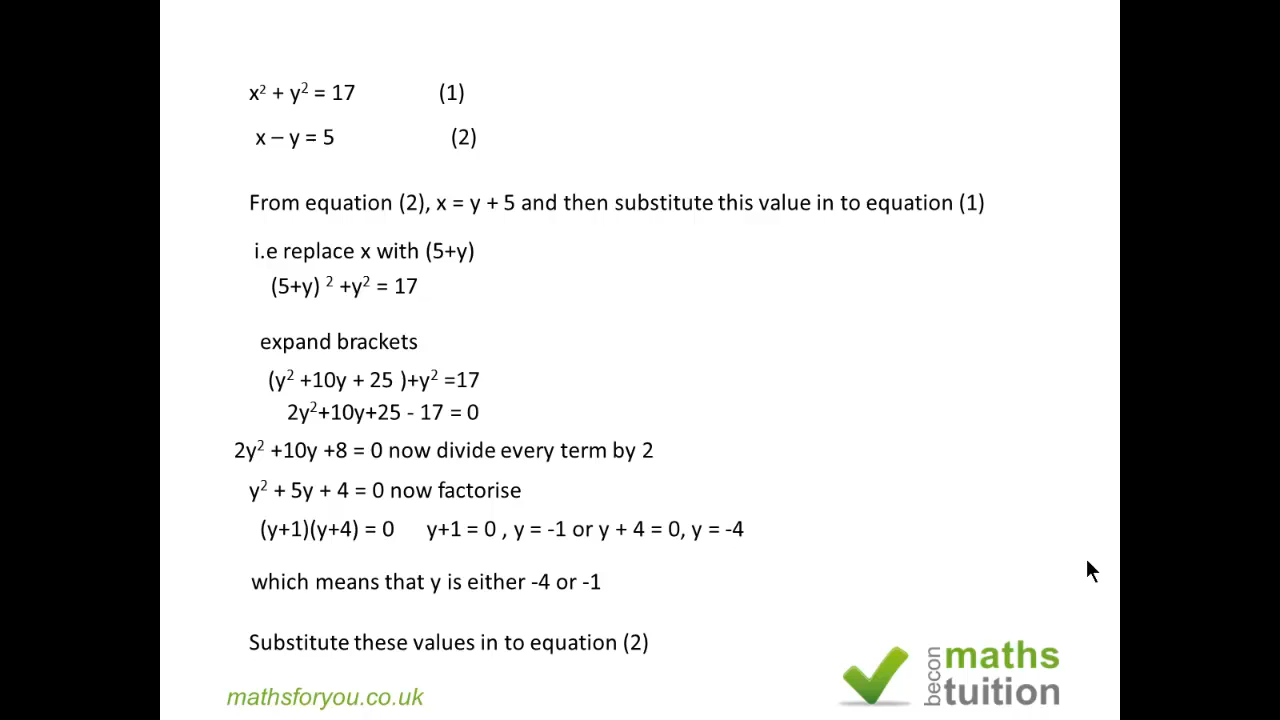 x² + y² = 17 (1)
x – y = 5 (2)
From equation (2), x = y + 5 and then substitute this value in to equation (1)
i.e replace x with (5+y)
(5+y) ² +y² = 17
expand brackets
(y² +10y + 25 )+y² =17
2y²+10y+25 - 17 = 0
2y² +10y +8 = 0 now divide every term by 2
y² + 5y + 4 = 0 now factorise
(y+1)(y+4) = 0 y+1 = 0 , y = -1 or y + 4 = 0, y = -4
which means that y is either -4 or -1
Substitute these values in to equation (2)
mathsforyou.co.uk
becon
maths
tuition